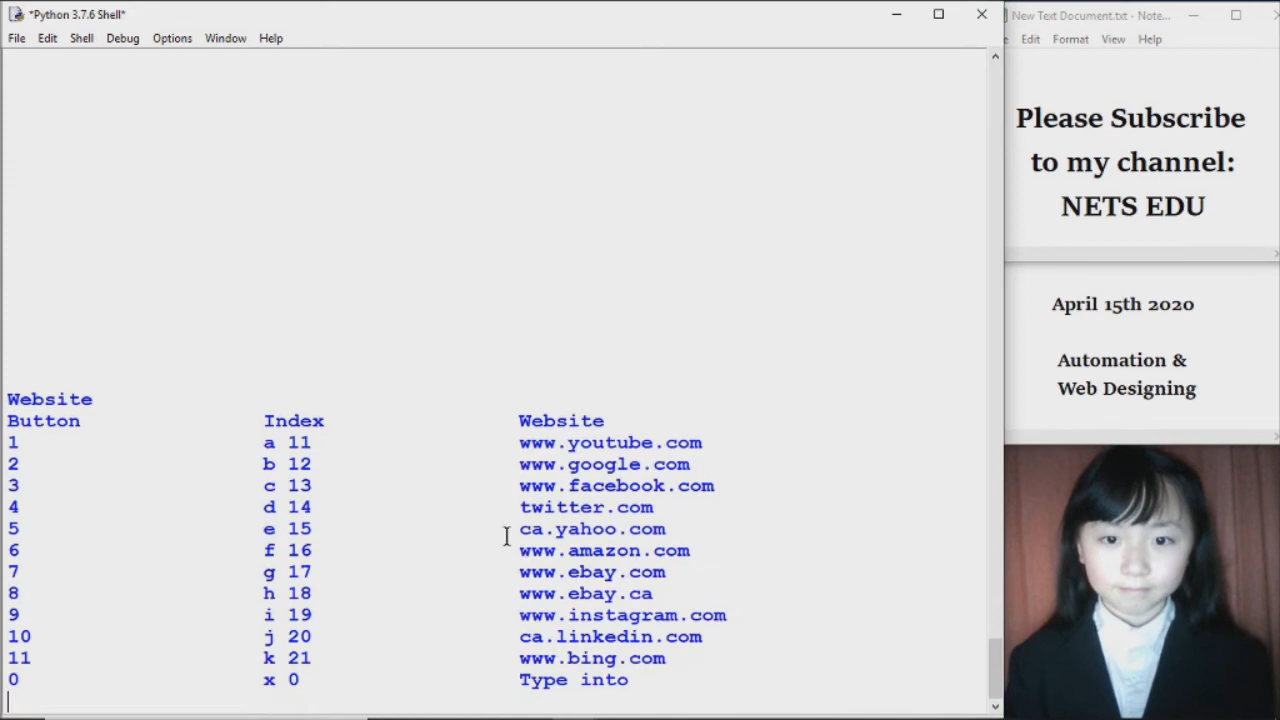 *Python 3.7.6 Shell*
File Edit Shell Debug Options Window Help
Website
Button Index Website
1 a 11 www.youtube.com
2 b 12 www.google.com
3 c 13 www.facebook.com
4 d 14 twitter.com
5 e 15 ca.yahoo.com
6 f 16 www.amazon.com
7 g 17 www.ebay.com
8 h 18 www.ebay.ca
9 i 19 www.instagram.com
10 j 20 ca.linkedin.com
11 k 21 www.bing.com
0 x 0 Type into
New Text Document.txt - Note...
Edit Format View Help
Please Subscribe
to my channel:
NETS EDU
April 15th 2020
Automation &
Web Designing